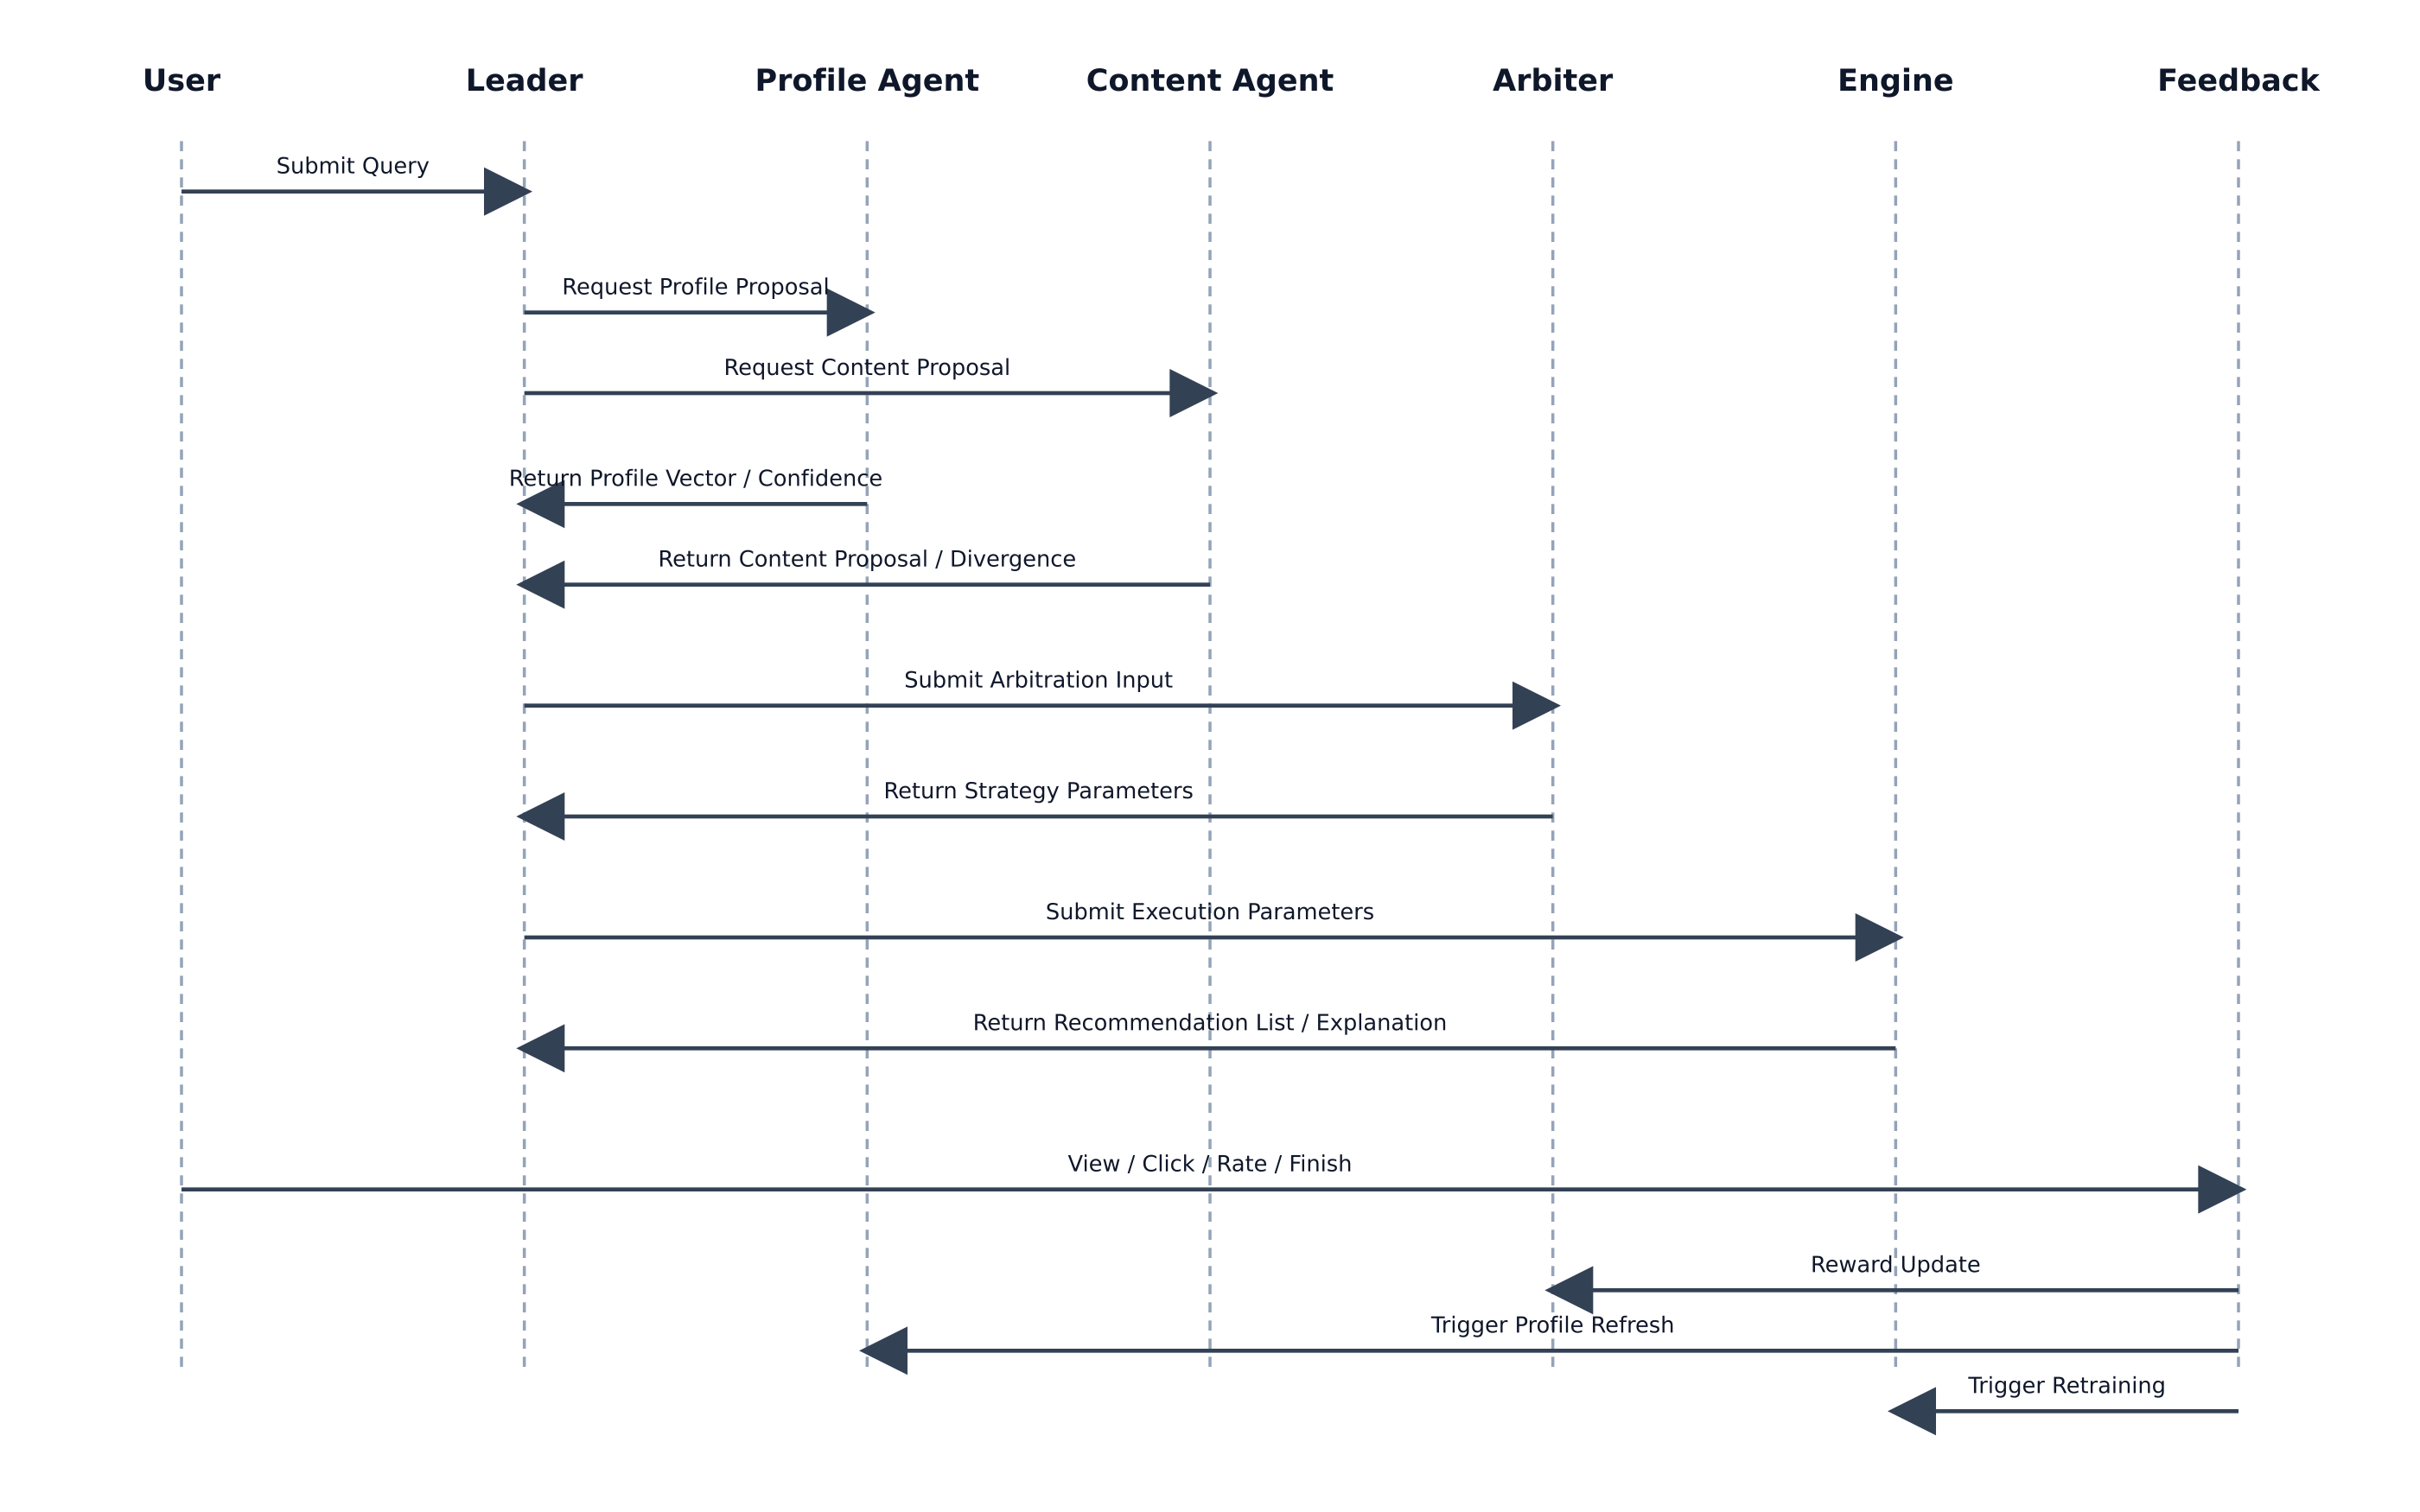 User
Leader
Profile Agent
Content Agent
Arbiter
Engine
Feedback
Submit Query
Request Profile Proposal
Request Content Proposal
Return Profile Vector / Confidence
Return Content Proposal / Divergence
Submit Arbitration Input
Return Strategy Parameters
Submit Execution Parameters
Return Recommendation List / Explanation
View / Click / Rate / Finish
Reward Update
Trigger Profile Refresh
Trigger Retraining